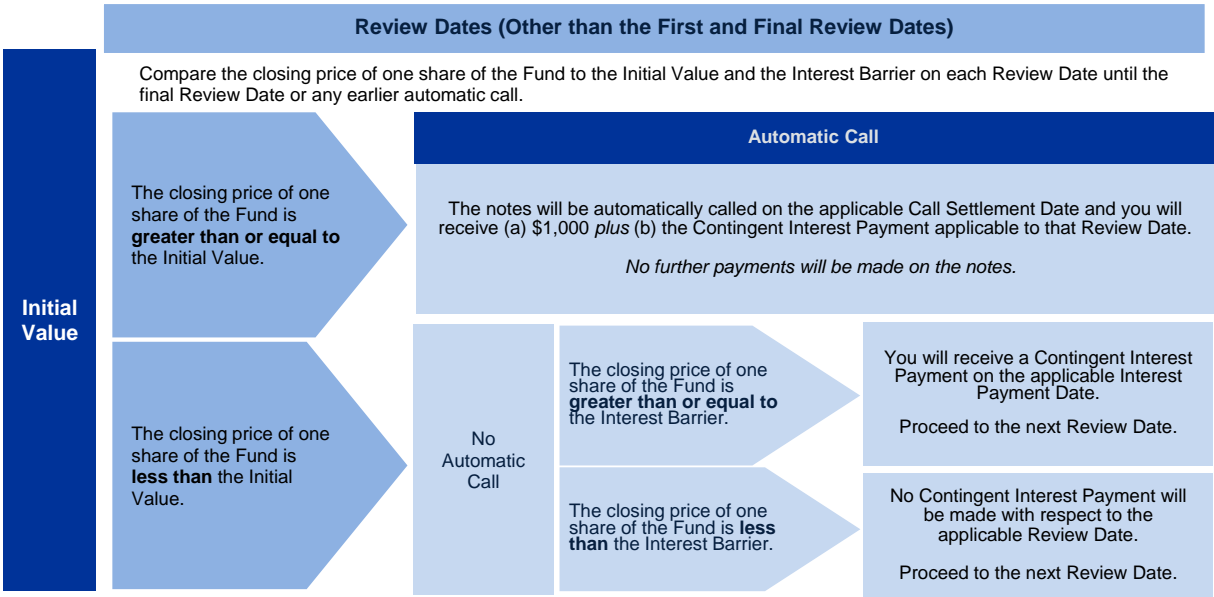 Review Dates (Other than the First and Final Review Dates)
Compare the closing price of one share of the Fund to the Initial Value and the Interest Barrier on each Review Date until the
final Review Date or any earlier automatic call.
Initial
Value
The closing price of one
share of the Fund is
greater than or equal to
the Initial Value.
Automatic Call
The notes will be automatically called on the applicable Call Settlement Date and you will
receive (a) $1,000 plus (b) the Contingent Interest Payment applicable to that Review Date.
No further payments will be made on the notes.
The closing price of one
share of the Fund is
less than the Initial
Value.
No
Automatic
Call
The closing price of one
share of the Fund is
greater than or equal to
the Interest Barrier.
You will receive a Contingent Interest
Payment on the applicable Interest
Payment Date.
Proceed to the next Review Date.
The closing price of one
share of the Fund is less
than the Interest Barrier.
No Contingent Interest Payment will
be made with respect to the
applicable Review Date.
Proceed to the next Review Date.